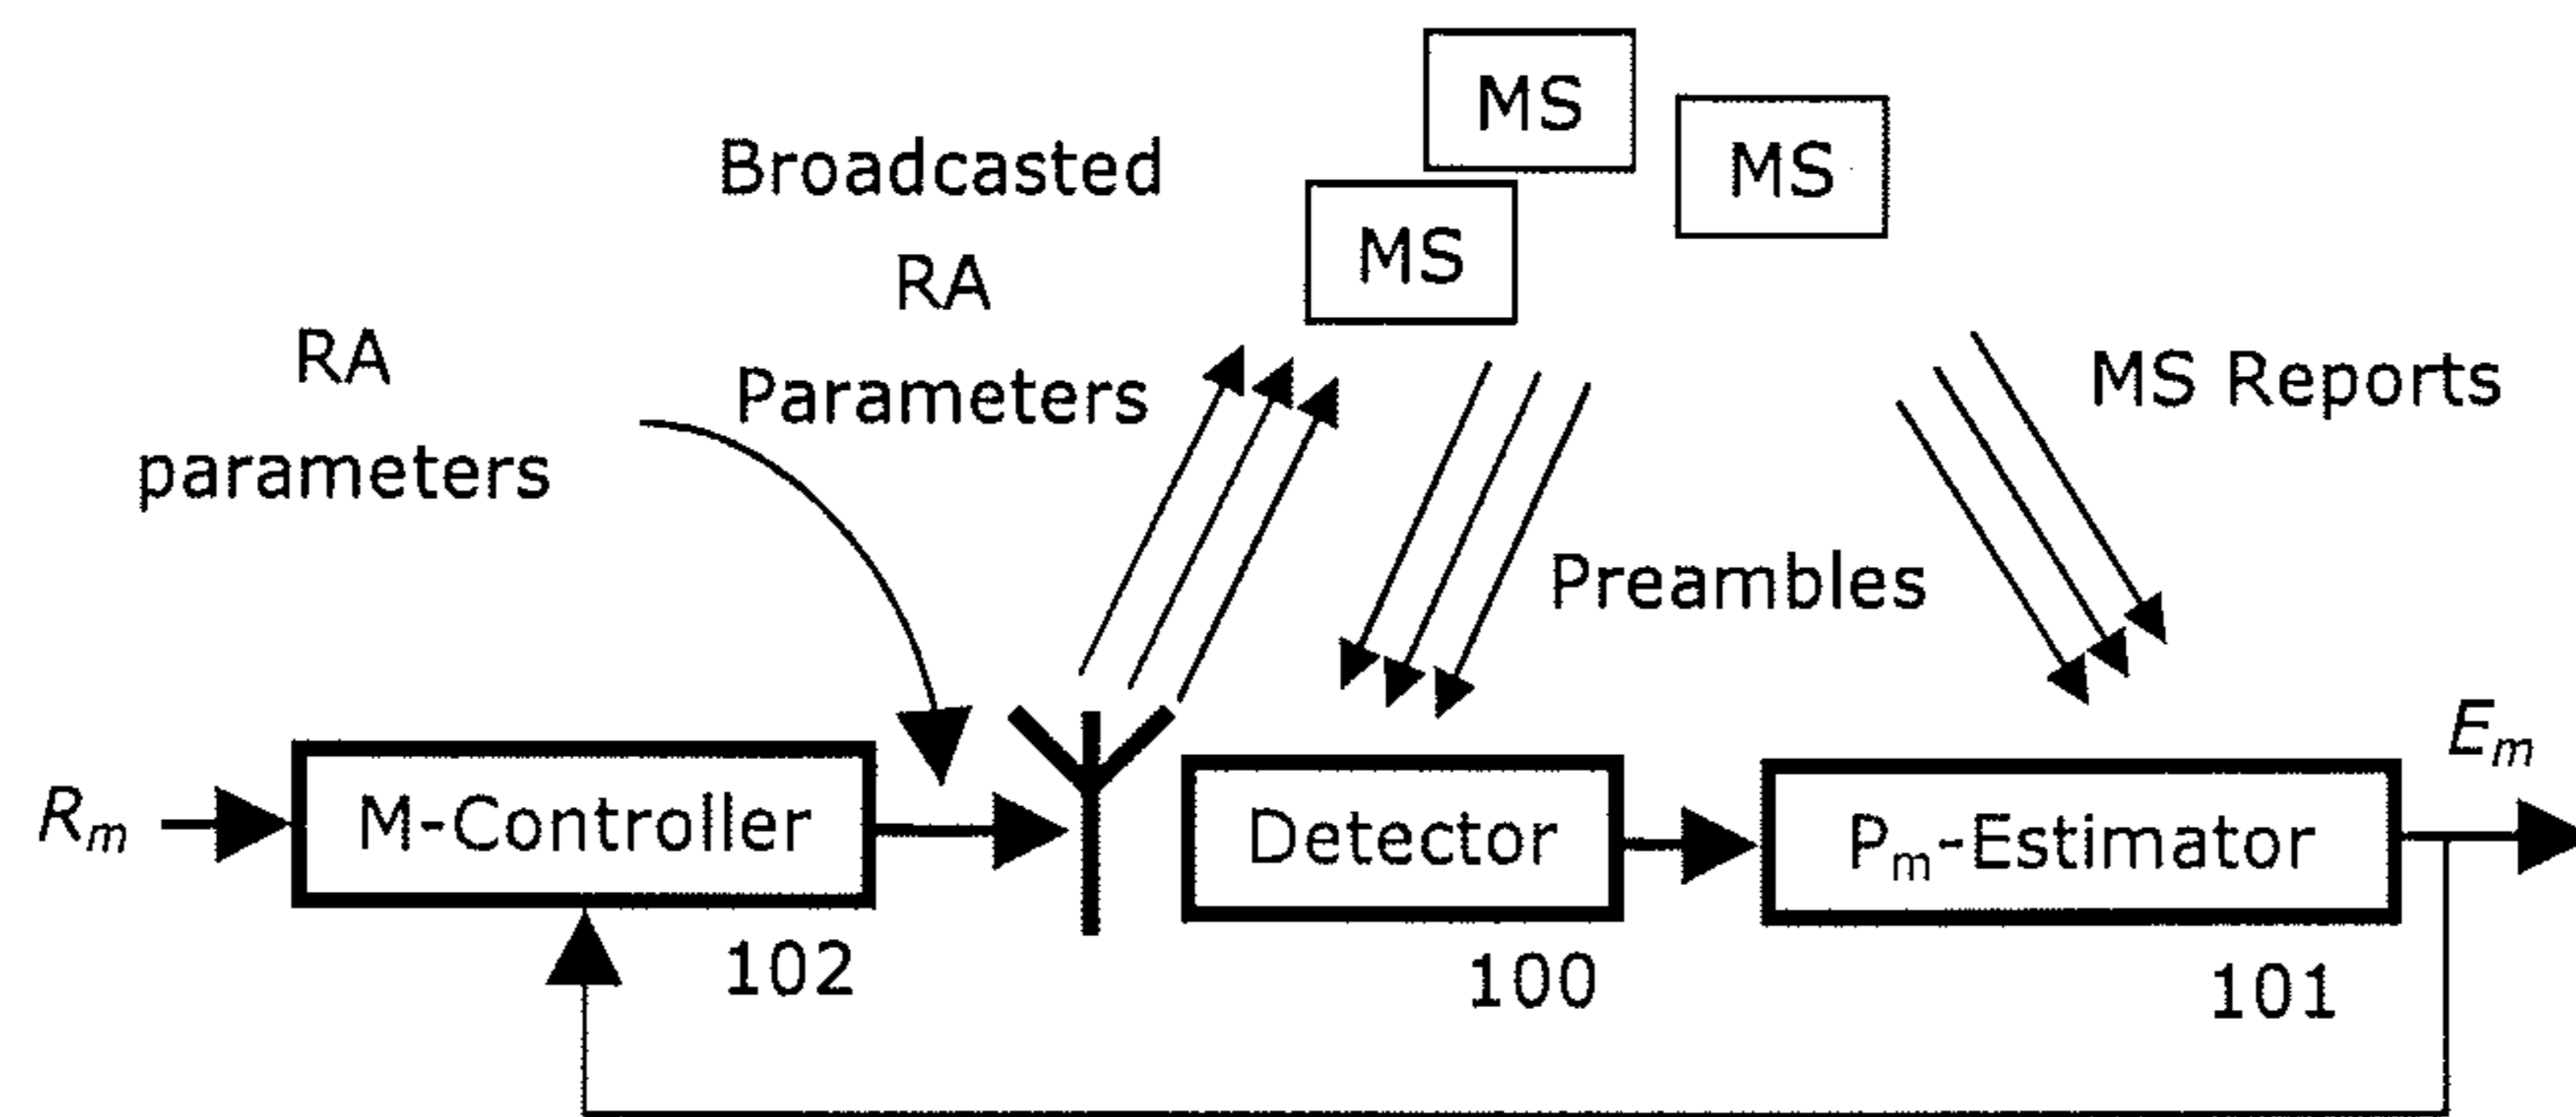 MS
MS
MS
Broadcasted
RA
Parameters
RA
parameters
MS Reports
Preambles
Rm
M-Controller
Detector
Pm-Estimator
Em
102
100
101